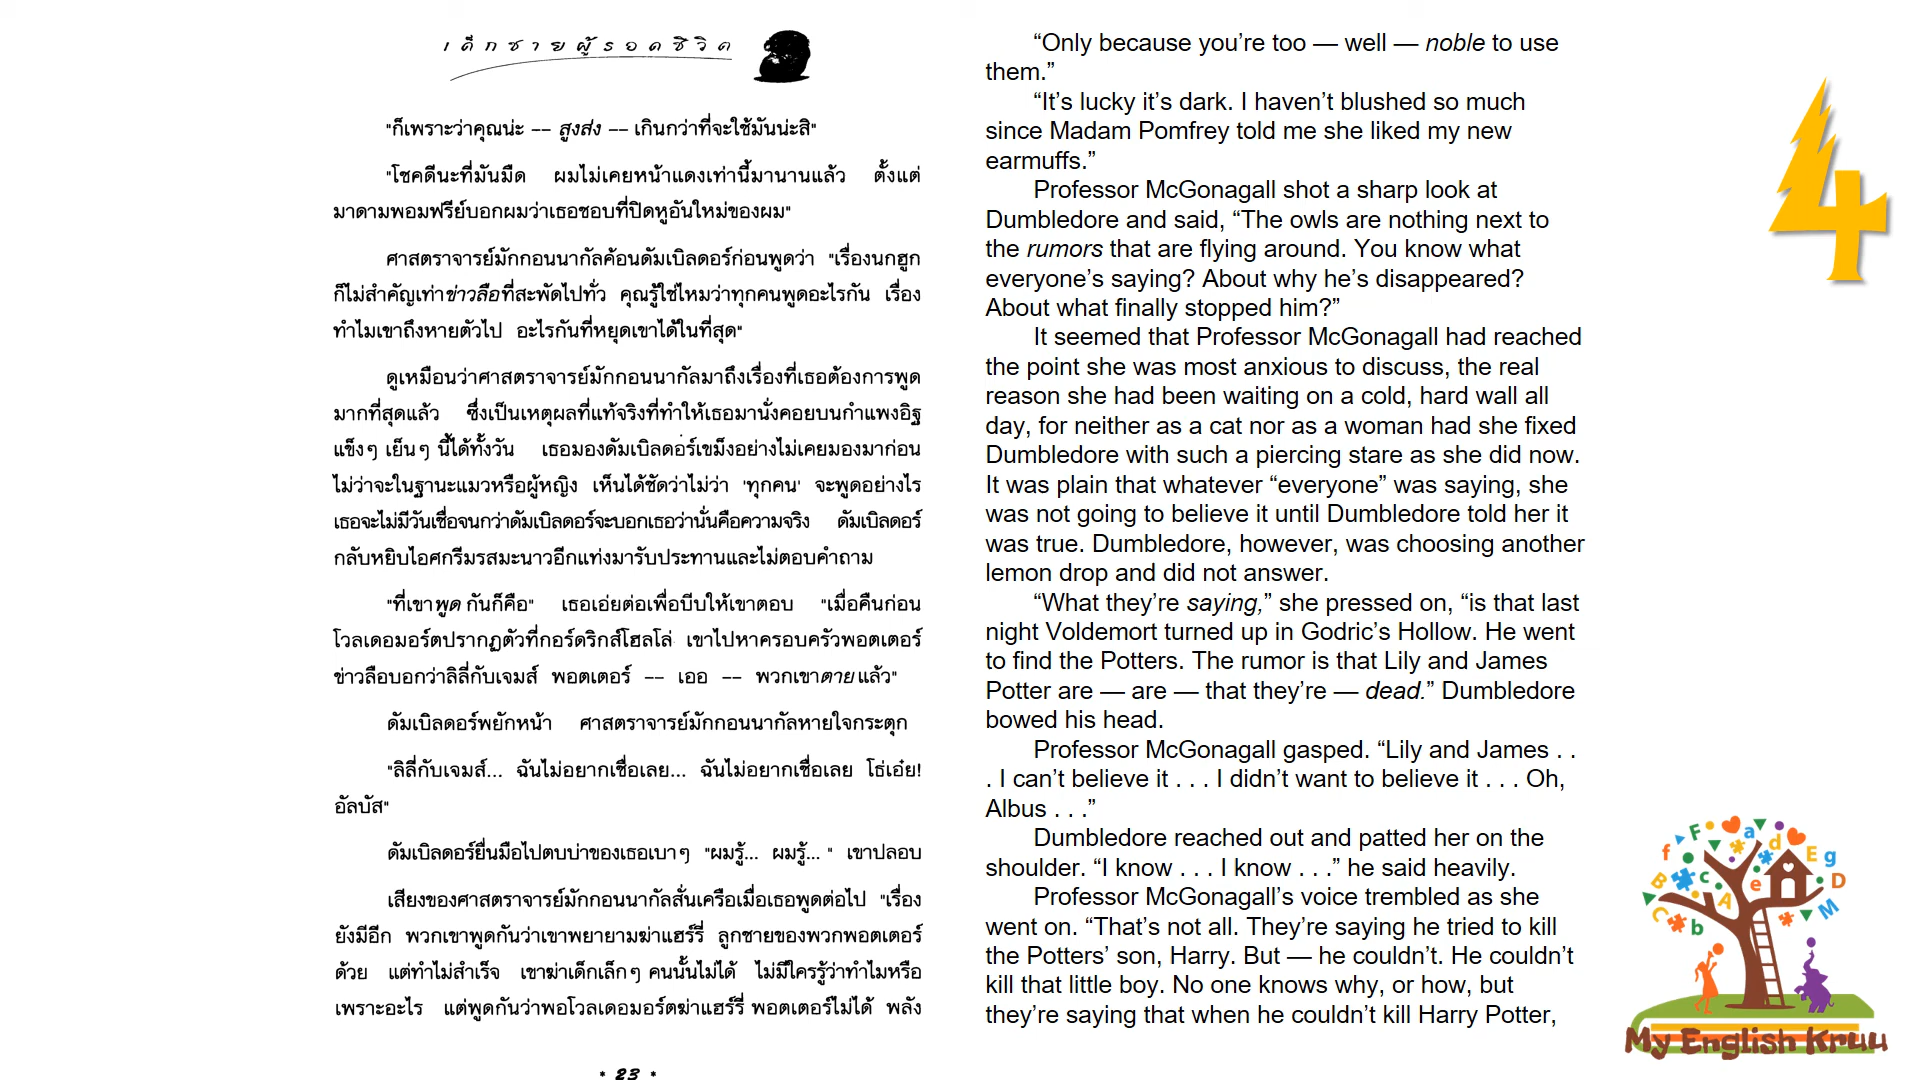 เด็กชายผู้รอดชีวิต
"ก็เพราะว่าคุณน่ะ -- สูงส่ง -- เกินกว่าที่จะใช้มันน่ะสิ"
"โชคดีนะที่มันมืด ผมไม่เคยหน้าแดงเท่านี้มานานแล้ว ตั้งแต่
มาดามพอมฟรีย์บอกผมว่าเธอชอบที่ปิดหูอันใหม่ของผม"
ศาสตราจารย์มักกอนนากัลค้อนดัมเบิลดอร์ก่อนพูดว่า "เรื่องนกฮูก
ก็ไม่สำคัญเท่าข่าวลือที่สะพัดไปทั่ว คุณรู้ใช่ไหมว่าทุกคนพูดอะไรกัน เรื่อง
ทำไมเขาถึงหายตัวไป อะไรกันที่หยุดเขาได้ในที่สุด"
ดูเหมือนว่าศาสตราจารย์มักกอนนากัลมาถึงเรื่องที่เธอต้องการพูด
มากที่สุดแล้ว ซึ่งเป็นเหตุผลที่แท้จริงที่ทำให้เธอมานั่งคอยบนกำแพงอิฐ
แข็งๆ เย็นๆ นี้ได้ทั้งวัน เธอมองดัมเบิลดอร์เขม็งอย่างไม่เคยมองมาก่อน
ไม่ว่าจะในฐานะแมวหรือผู้หญิง เห็นได้ชัดว่าไม่ว่า 'ทุกคน' จะพูดอย่างไร
เธอจะไม่มีวันเชื่อจนกว่าดัมเบิลดอร์จะบอกเธอว่านั่นคือความจริง ดัมเบิลดอร์
กลับหยิบไอศกรีมรสมะนาวอีกแท่งมารับประทานและไม่ตอบคำถาม
"ที่เขาพูดกันก็คือ" เธอเอ่ยต่อเพื่อบีบให้เขาตอบ "เมื่อคืนก่อน
โวลเดอมอร์ตปรากฏตัวที่กอร์ดริกส์โฮลโล่ เขาไปหาครอบครัวพอตเตอร์
ข่าวลือบอกว่าลิลี่กับเจมส์ พอตเตอร์ -- เออ -- พวกเขาตายแล้ว"
ดัมเบิลดอร์พยักหน้า ศาสตราจารย์มักกอนนากัลหายใจกระตุก
"ลิลี่กับเจมส์... ฉันไม่อยากเชื่อเลย... ฉันไม่อยากเชื่อเลย โธ่เอ๋ย!
อัลบัส"
ดัมเบิลดอร์ยื่นมือไปตบบ่าของเธอเบาๆ "ผมรู้... ผมรู้... " เขาปลอบ
เสียงของศาสตราจารย์มักกอนนากัลสั่นเครือเมื่อเธอพูดต่อไป "เรื่อง
ยังมีอีก พวกเขาพูดกันว่าเขาพยายามฆ่าแฮร์รี่ ลูกชายของพวกพอตเตอร์
ด้วย แต่ทำไม่สำเร็จ เขาฆ่าเด็กเล็กๆ คนนั้นไม่ได้ ไม่มีใครรู้ว่าทำไมหรือ
เพราะอะไร แต่พูดกันว่าพอโวลเดอมอร์ตฆ่าแฮร์รี่ พอตเตอร์ไม่ได้ พลัง
* 23 *
“Only because you’re too — well — noble to use
them.”
“It’s lucky it’s dark. I haven’t blushed so much
since Madam Pomfrey told me she liked my new
earmuffs.”
Professor McGonagall shot a sharp look at
Dumbledore and said, “The owls are nothing next to
the rumors that are flying around. You know what
everyone’s saying? About why he’s disappeared?
About what finally stopped him?”
It seemed that Professor McGonagall had reached
the point she was most anxious to discuss, the real
reason she had been waiting on a cold, hard wall all
day, for neither as a cat nor as a woman had she fixed
Dumbledore with such a piercing stare as she did now.
It was plain that whatever “everyone” was saying, she
was not going to believe it until Dumbledore told her it
was true. Dumbledore, however, was choosing another
lemon drop and did not answer.
“What they’re saying,” she pressed on, “is that last
night Voldemort turned up in Godric’s Hollow. He went
to find the Potters. The rumor is that Lily and James
Potter are — are — that they’re — dead.” Dumbledore
bowed his head.
Professor McGonagall gasped. “Lily and James . .
. I can’t believe it . . . I didn’t want to believe it . . . Oh,
Albus . . .”
Dumbledore reached out and patted her on the
shoulder. “I know . . . I know . . .” he said heavily.
Professor McGonagall’s voice trembled as she
went on. “That’s not all. They’re saying he tried to kill
the Potters’ son, Harry. But — he couldn’t. He couldn’t
kill that little boy. No one knows why, or how, but
they’re saying that when he couldn’t kill Harry Potter,
4
My English Kruu